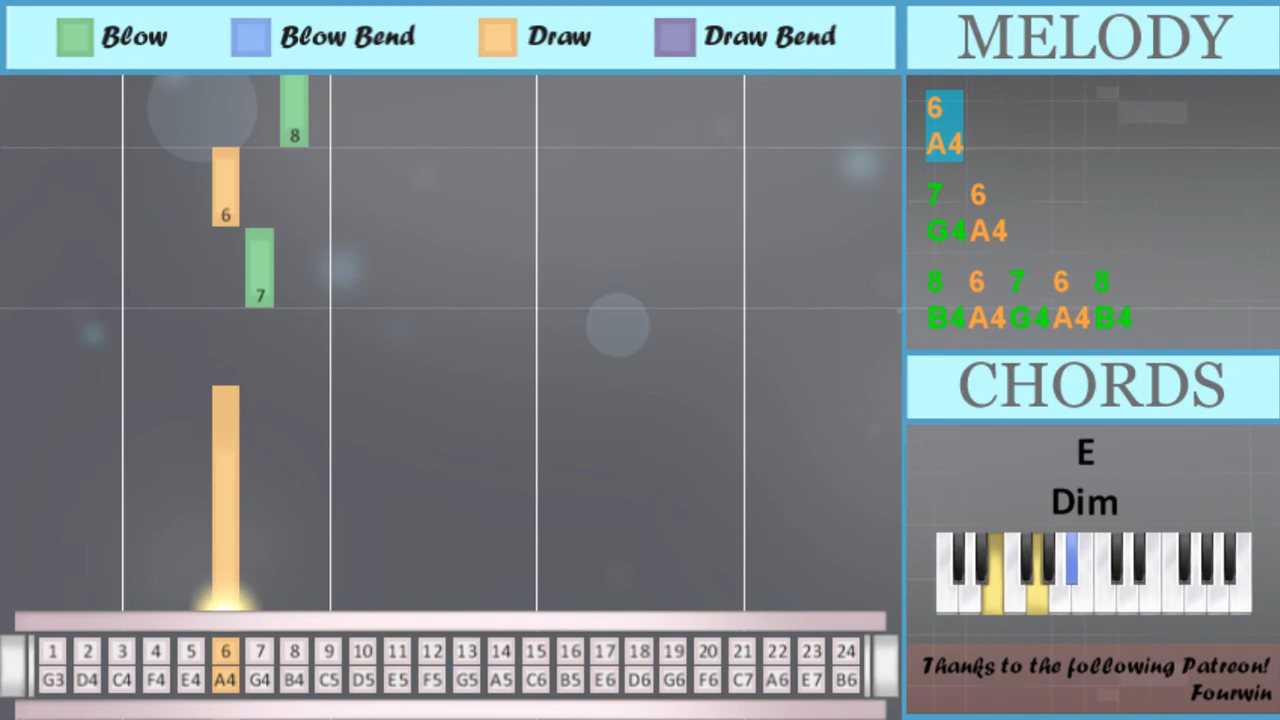 Blow Blow Bend Draw Draw Bend
MELODY
8
6
7
6
A4
7 6
G4 A4
8 6 7 6 8
B4 A4 G4 A4 B4
CHORDS
E
Dim
1 2 3 4 5 6 7 8 9 10 11 12 13 14 15 16 17 18 19 20 21 22 23 24
G3 D4 C4 F4 E4 A4 G4 B4 C5 D5 E5 F5 G5 A5 C6 B5 E6 D6 G6 F6 C7 A6 E7 B6
Thanks to the following Patreon!
Fourwin